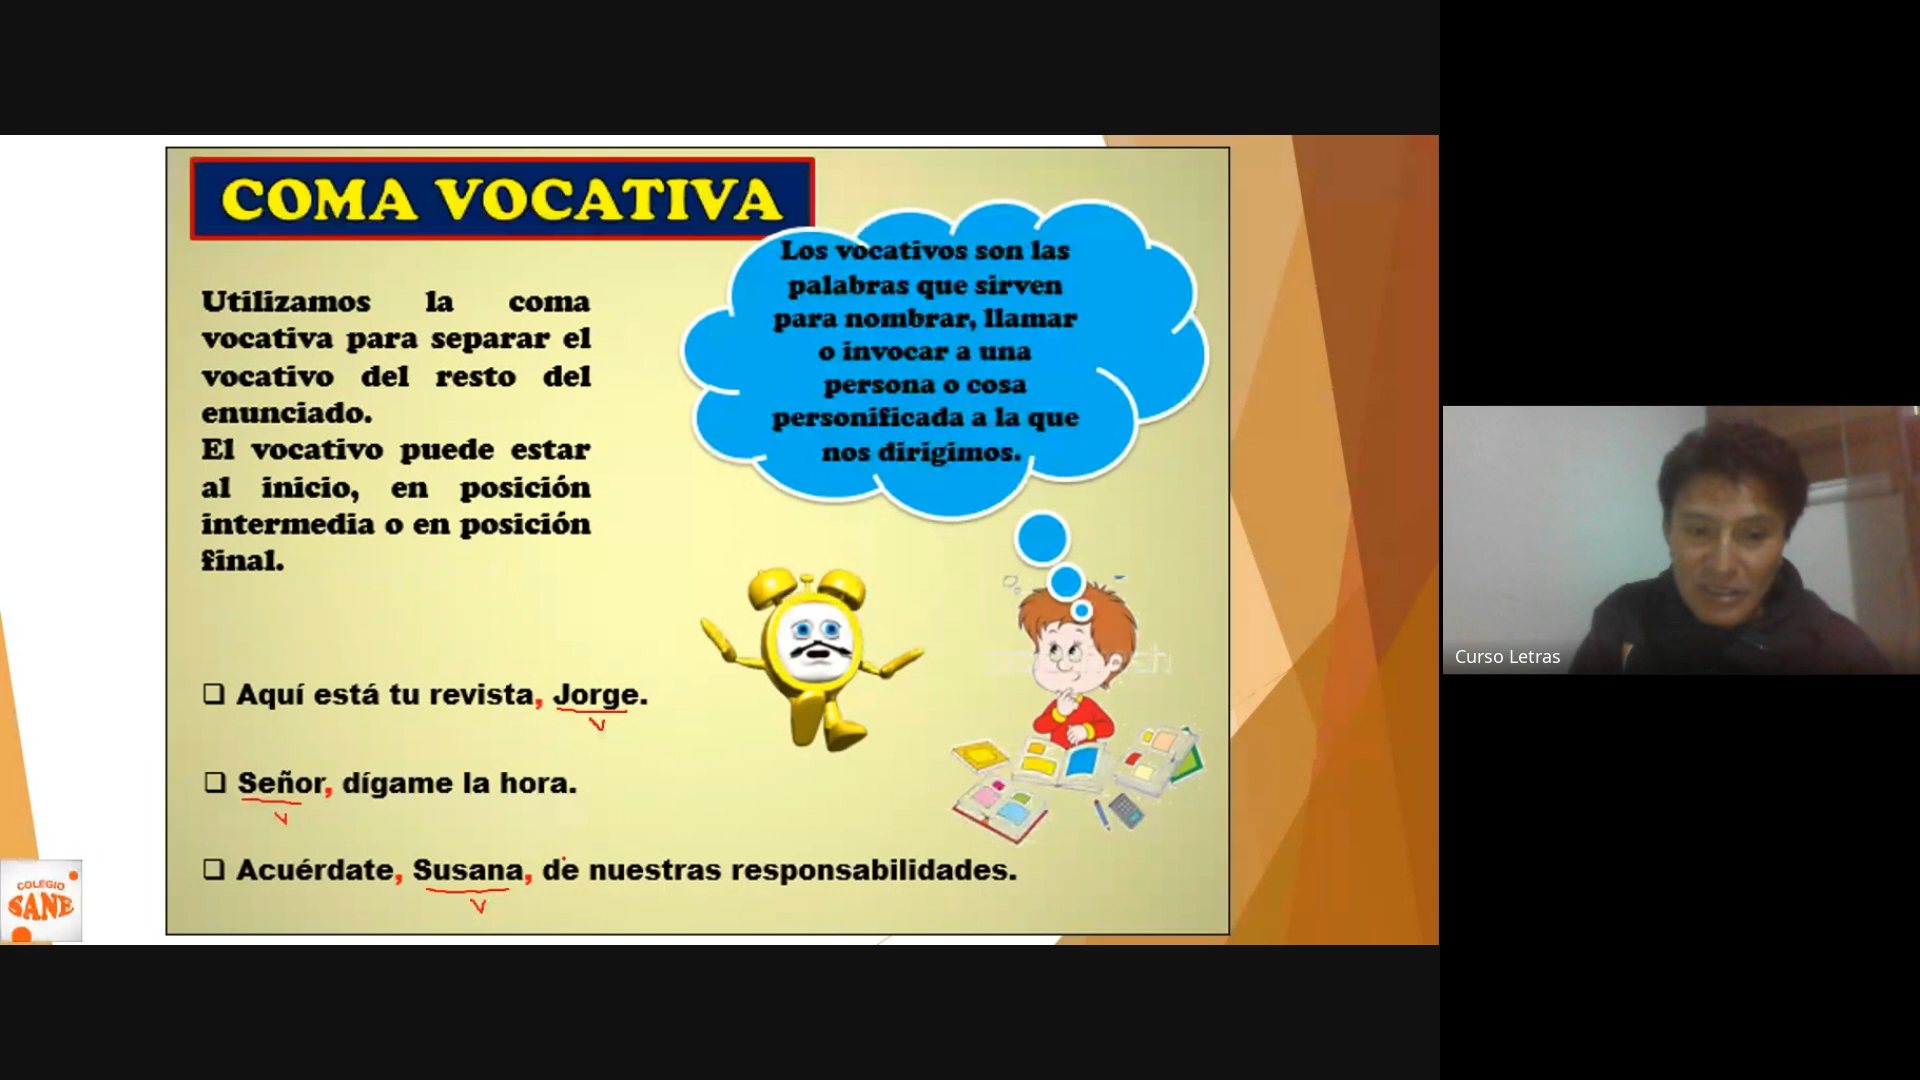 COMA VOCATIVA
Utilizamos la coma
vocativa para separar el
vocativo del resto del
enunciado.
El vocativo puede estar
al inicio, en posición
intermedia o en posición
final.
Los vocativos son las
palabras que sirven
para nombrar, llamar
o invocar a una
persona o cosa
personificada a la que
nos dirigimos.
❑ Aquí está tu revista, Jorge.
V
❑ Señor, dígame la hora.
V
❑ Acuérdate, Susana, de nuestras responsabilidades.
V
COLEGIO
SANE
Curso Letras